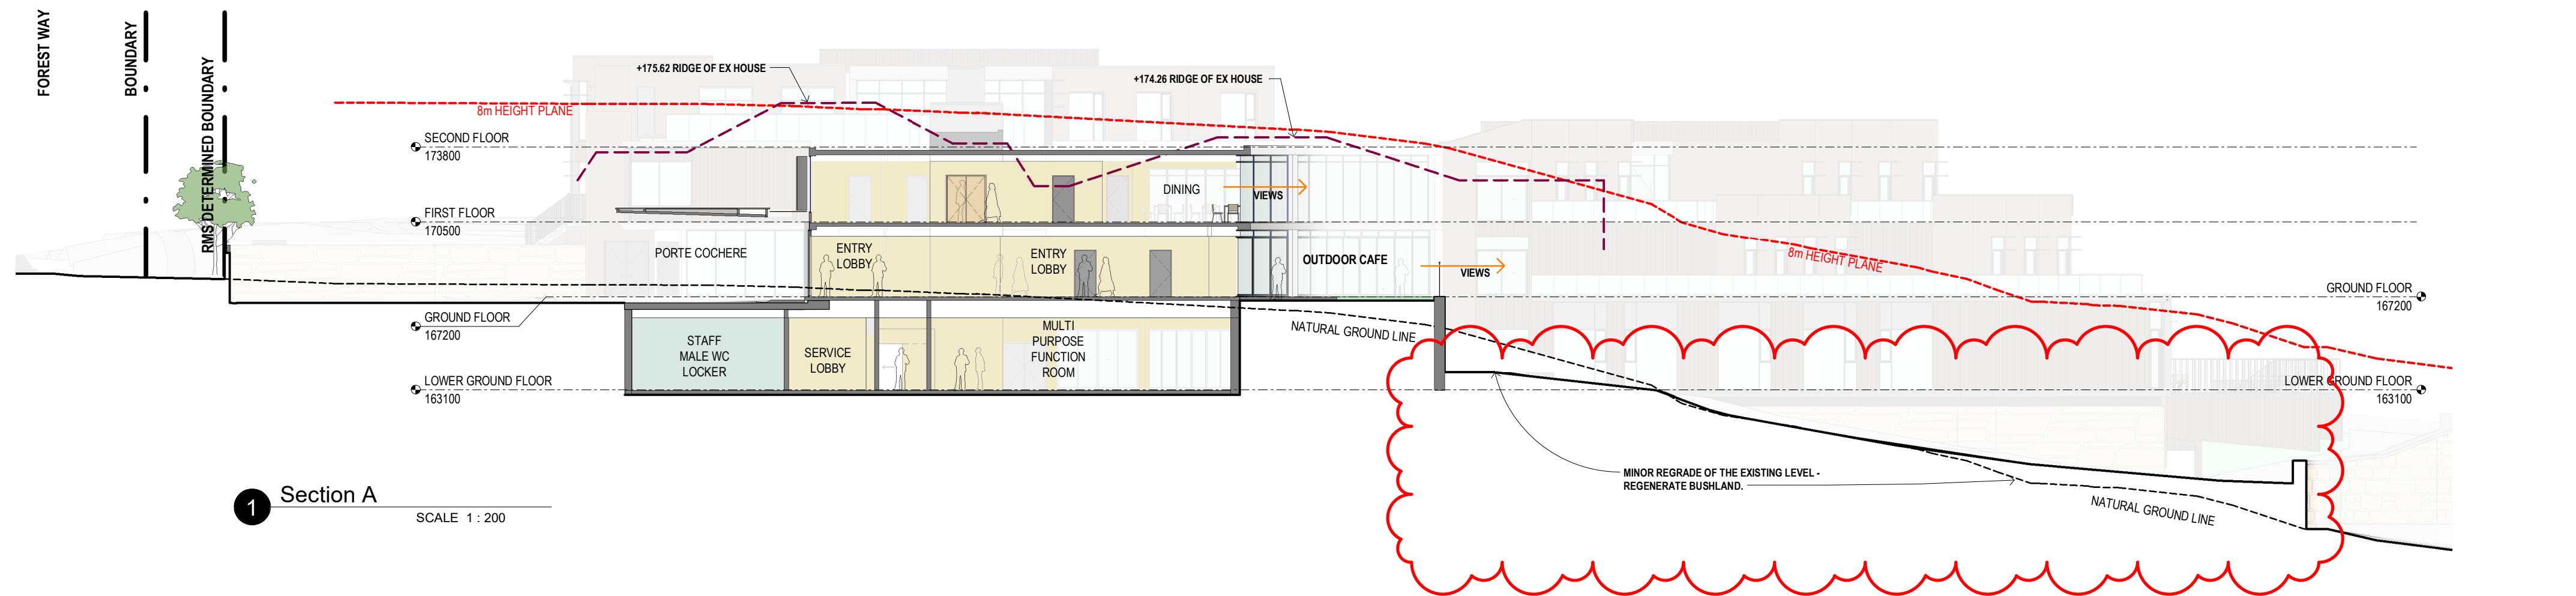 FOREST WAY
BOUNDARY
RMS DETERMINED BOUNDARY
+175.62 RIDGE OF EX HOUSE
+174.26 RIDGE OF EX HOUSE
8m HEIGHT PLANE
SECOND FLOOR
173800
FIRST FLOOR
170500
DINING
VIEWS
PORTE COCHERE
ENTRY
LOBBY
ENTRY
LOBBY
OUTDOOR CAFE
VIEWS
8m HEIGHT PLANE
GROUND FLOOR
167200
GROUND FLOOR
167200
NATURAL GROUND LINE
STAFF
MALE WC
LOCKER
SERVICE
LOBBY
MULTI
PURPOSE
FUNCTION
ROOM
LOWER GROUND FLOOR
163100
LOWER GROUND FLOOR
163100
MINOR REGRADE OF THE EXISTING LEVEL -
REGENERATE BUSHLAND.
NATURAL GROUND LINE
1
Section A
SCALE 1 : 200